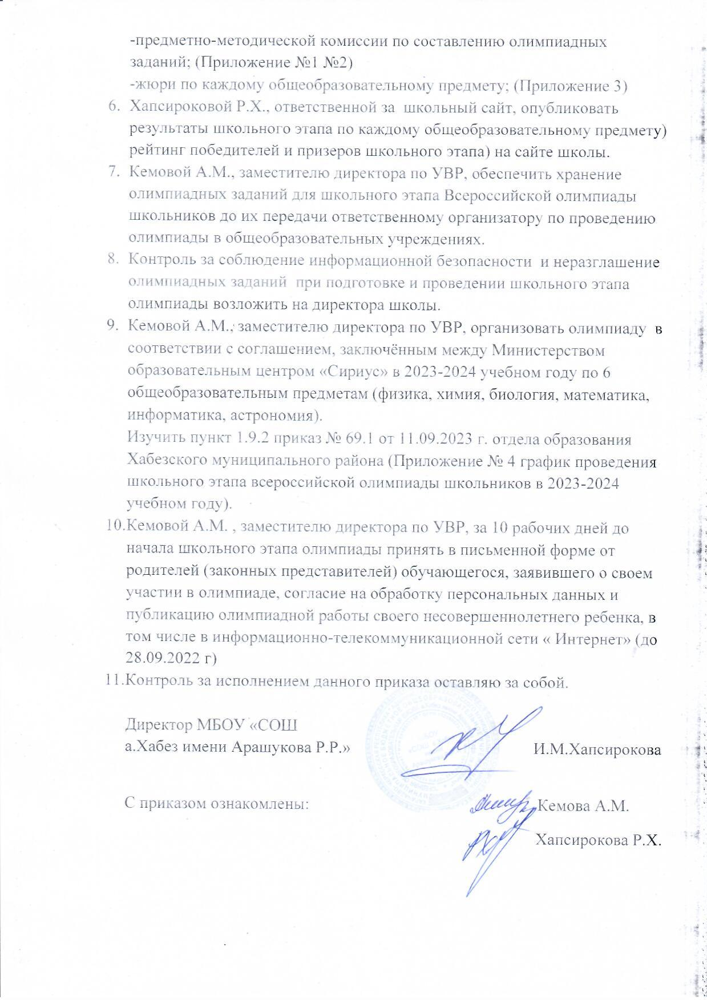 -предметно-методической комиссии по составлению олимпиадных
заданий; (Приложение №1 №2)
-жюри по каждому общеобразовательному предмету; (Приложение 3)
6. Хапсироковой Р.Х., ответственной за школьный сайт, опубликовать
результаты школьного этапа по каждому общеобразовательному предмету)
рейтинг победителей и призеров школьного этапа) на сайте школы.
7. Кемовой А.М., заместителю директора по УВР, обеспечить хранение
олимпиадных заданий для школьного этапа Всероссийской олимпиады
школьников до их передачи ответственному организатору по проведению
олимпиады в общеобразовательных учреждениях.
8. Контроль за соблюдение информационной безопасности и неразглашение
олимпиадных заданий при подготовке и проведении школьного этапа
олимпиады возложить на директора школы.
9. Кемовой А.М., заместителю директора по УВР, организовать олимпиаду в
соответствии с соглашением, заключённым между Министерством
образовательным центром «Сириус» в 2023-2024 учебном году по 6
общеобразовательным предметам (физика, химия, биология, математика,
информатика, астрономия).
Изучить пункт 1.9.2 приказ № 69.1 от 11.09.2023 г. отдела образования
Хабезского муниципального района (Приложение № 4 график проведения
школьного этапа всероссийской олимпиады школьников в 2023-2024
учебном году).
10.Кемовой А.М. , заместителю директора по УВР, за 10 рабочих дней до
начала школьного этапа олимпиады принять в письменной форме от
родителей (законных представителей) обучающегося, заявившего о своем
участии в олимпиаде, согласие на обработку персональных данных и
публикацию олимпиадной работы своего несовершеннолетнего ребенка, в
том числе в информационно-телекоммуникационной сети « Интернет» (до
28.09.2022 г)
11.Контроль за исполнением данного приказа оставляю за собой.
Директор МБОУ «СОШ
а.Хабез имени Арашукова Р.Р.» И.М.Хапсирокова
С приказом ознакомлены: Кемова А.М.
Хапсирокова Р.Х.